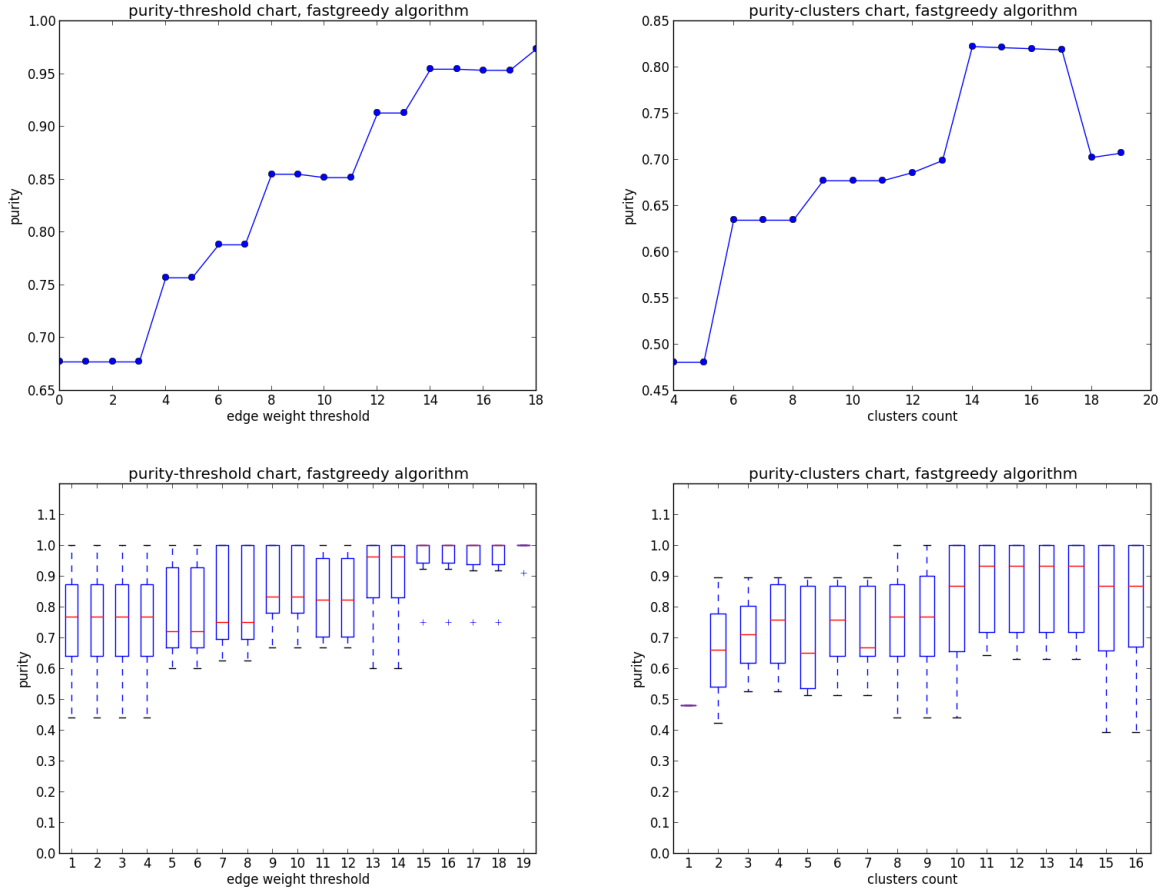 purity-threshold chart, fastgreedy algorithm
1.00
0.95
0.90
0.85
0.80
0.75
0.70
0.65
purity
0 2 4 6 8 10 12 14 16 18
edge weight threshold
purity-clusters chart, fastgreedy algorithm
0.85
0.80
0.75
0.70
0.65
0.60
0.55
0.50
0.45
purity
4 6 8 10 12 14 16 18 20
clusters count
purity-threshold chart, fastgreedy algorithm
1.1
1.0
0.9
0.8
0.7
0.6
0.5
0.4
0.3
0.2
0.1
0.0
purity
1 2 3 4 5 6 7 8 9 10 11 12 13 14 15 16 17 18 19
edge weight threshold
purity-clusters chart, fastgreedy algorithm
1.1
1.0
0.9
0.8
0.7
0.6
0.5
0.4
0.3
0.2
0.1
0.0
purity
1 2 3 4 5 6 7 8 9 10 11 12 13 14 15 16
clusters count